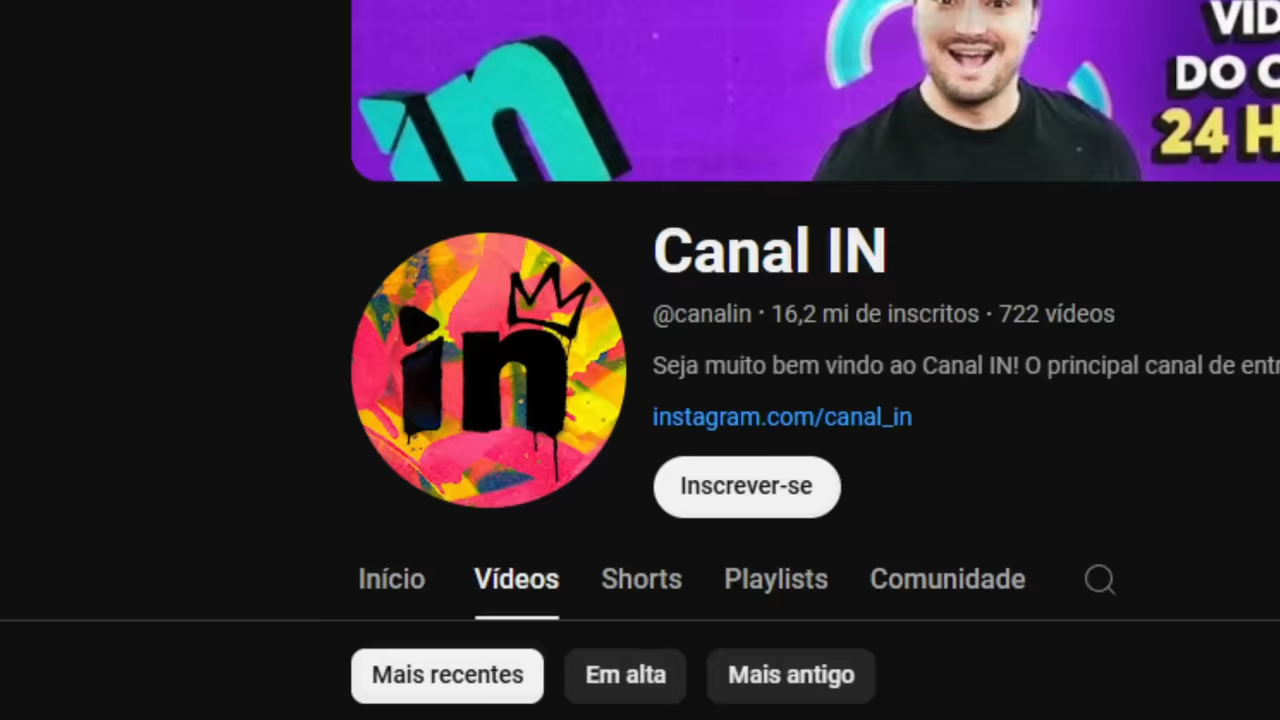 in
DO
24 H
in
Canal IN
@canalin · 16,2 mi de inscritos · 722 vídeos
Seja muito bem vindo ao Canal IN! O principal canal de
instagram.com/canal_in
Inscrever-se
Início Vídeos Shorts Playlists Comunidade
Mais recentes Em alta Mais antigo